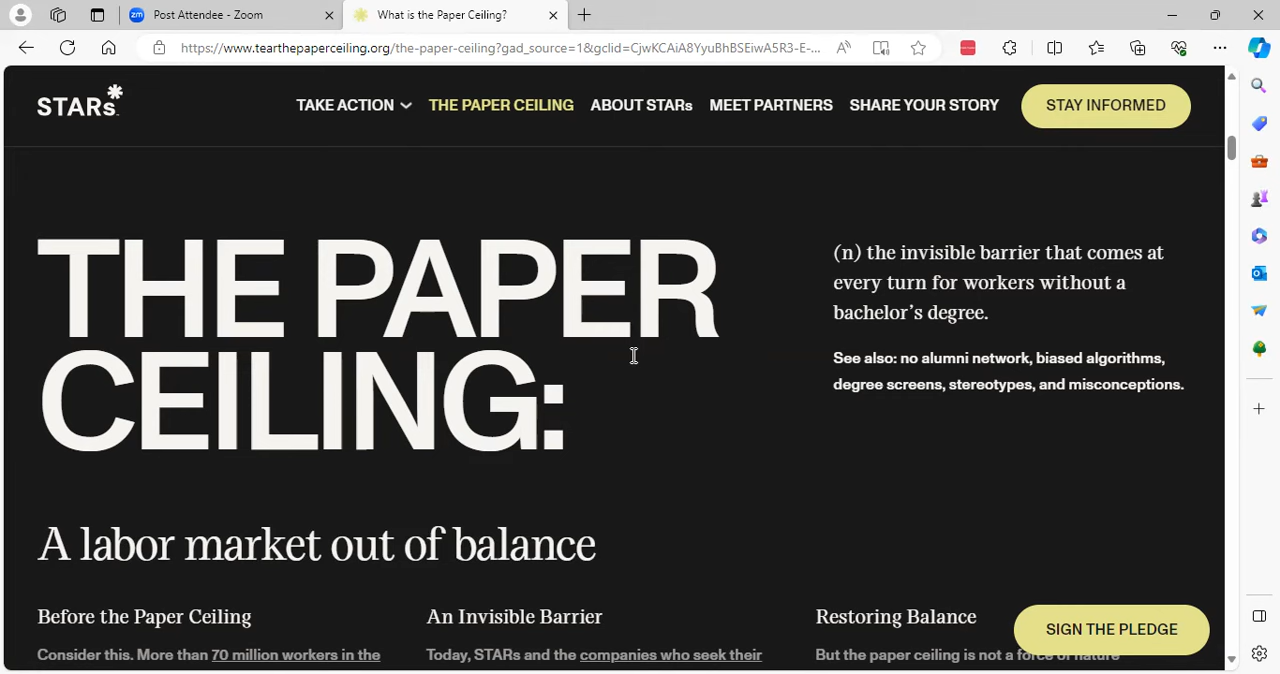 Post Attendee - Zoom
What is the Paper Ceiling?
https://www.tearthepaperceiling.org/the-paper-ceiling?gad_source=1&gclid=CjwKCAiA8YyuBhBSEiwA5R3-E-...
STARs
TAKE ACTION
THE PAPER CEILING
ABOUT STARs
MEET PARTNERS
SHARE YOUR STORY
STAY INFORMED
THE PAPER
CEILING:
(n) the invisible barrier that comes at
every turn for workers without a
bachelor’s degree.
See also: no alumni network, biased algorithms,
degree screens, stereotypes, and misconceptions.
A labor market out of balance
Before the Paper Ceiling
Consider this. More than 70 million workers in the
An Invisible Barrier
Today, STARs and the companies who seek their
Restoring Balance
But the paper ceiling is not a force of nature
SIGN THE PLEDGE